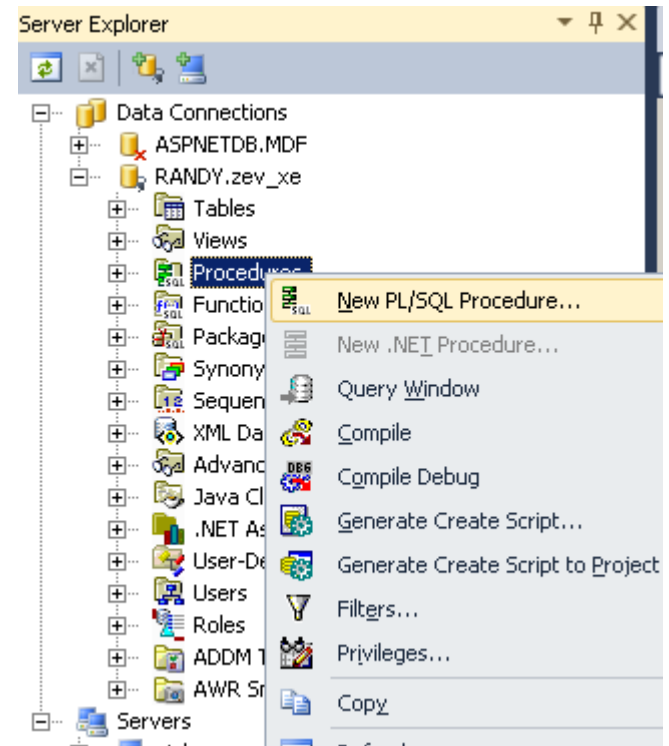 Server Explorer
Data Connections
ASPNETDB.MDF
RANDY.zev_xe
Tables
Views
Procedures
Functio
Packag
Synony
Sequen
XML Da
Advanc
Java Cl
.NET As
User-De
Users
Roles
ADDM T
AWR Sn
Servers
New PL/SQL Procedure...
New .NET Procedure...
Query Window
Compile
Compile Debug
Generate Create Script...
Generate Create Script to Project
Filters...
Privileges...
Copy